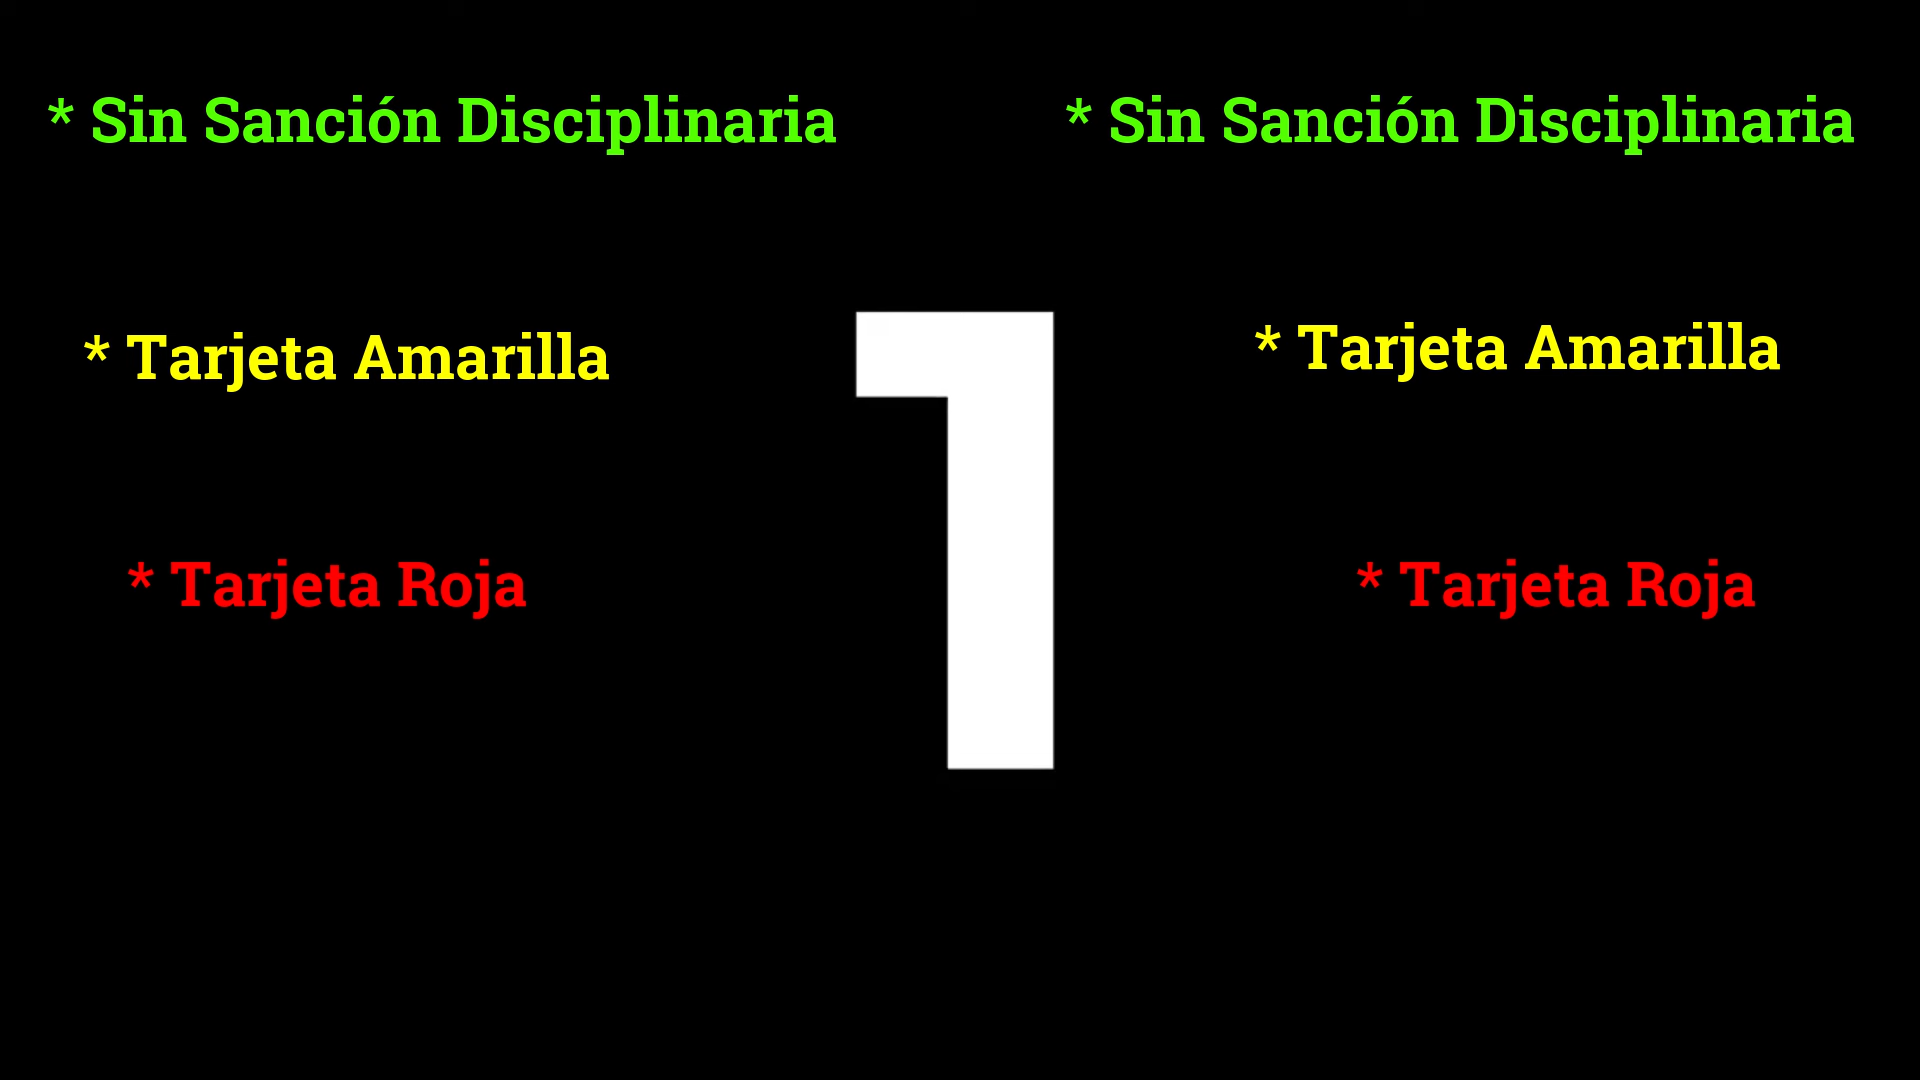 * Sin Sanción Disciplinaria
* Sin Sanción Disciplinaria
* Tarjeta Amarilla
* Tarjeta Amarilla
1
* Tarjeta Roja
* Tarjeta Roja